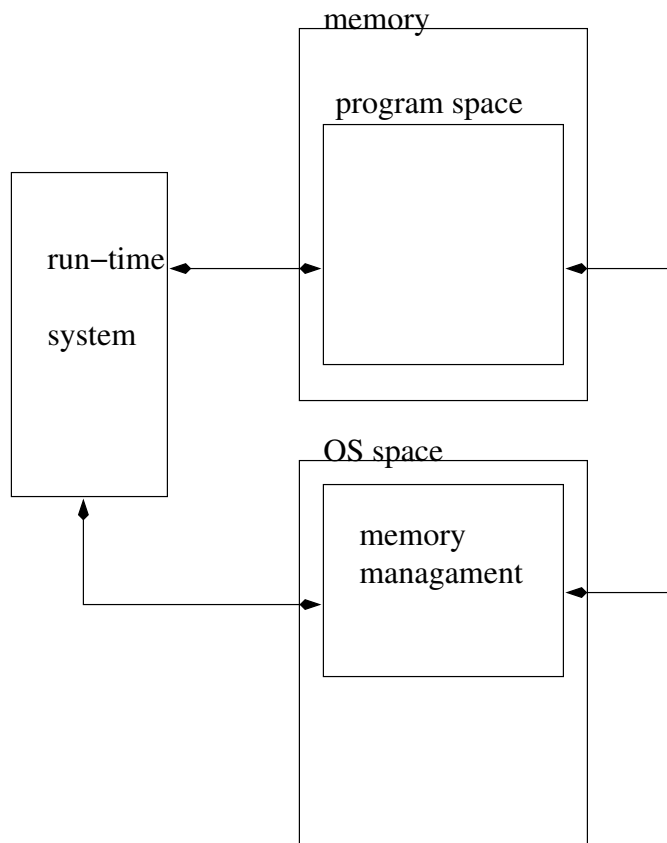 memory
program space
run−time
system
OS space
memory
managament